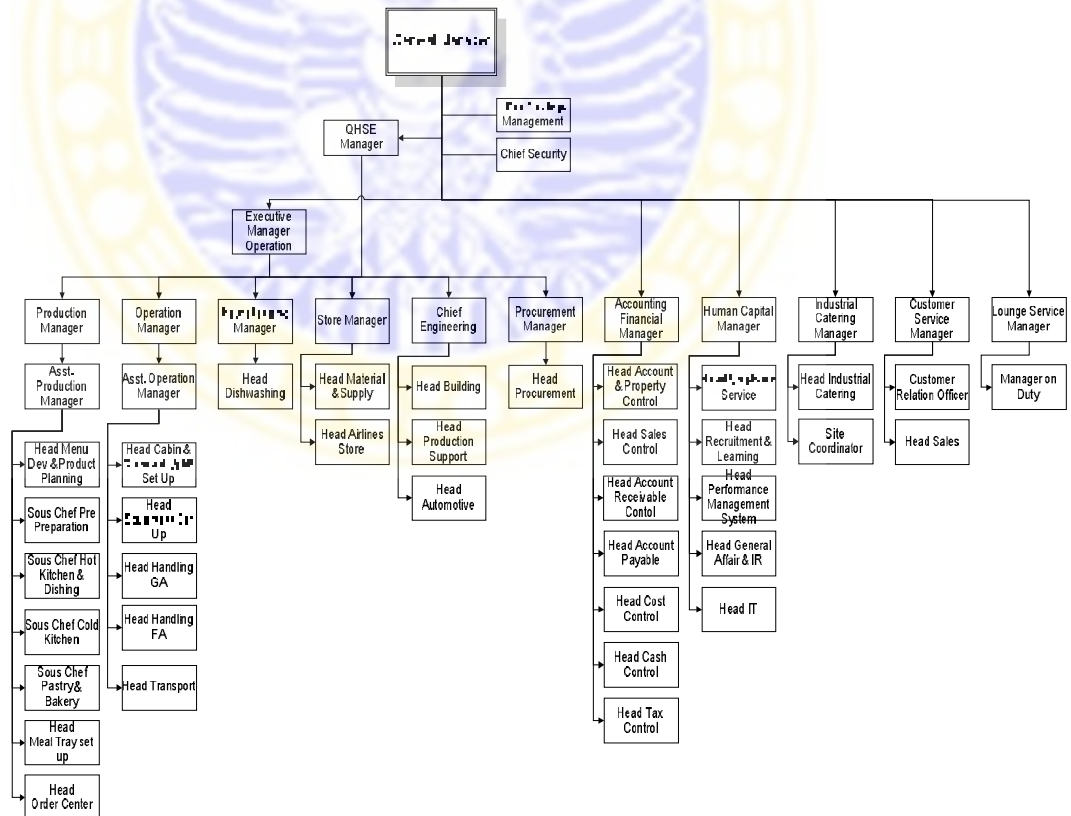 Management
QHSE
Manager
Chief Security
Executive
Manager
Operation
Production
Manager
Operation
Manager
Manager
Store Manager
Chief
Engineering
Procurement
Manager
Accounting
Financial
Manager
Human Capital
Manager
Industrial
Catering
Manager
Customer
Service
Manager
Lounge Service
Manager
Asst-
Production
Manager
Asst. Operation
Manager
Head
Dishwashing
Head Material
& Supply
Head Building
Head
Procurement
Head Account
& Property
Control
Service
Head Industrial
Catering
Customer
Relation Officer
Manager on
Duty
Head Menu
Dev &Product
Planning
Head Cabin &
Set Up
Head Airlines
Store
Head
Production
Support
Head Sales
Control
Head
Recruitment &
Learning
Site
Coordinator
Head Sales
Sous Chef Pre
Preparation
Head
Up
Head
Automotive
Head Account
Receivable
Contol
Head
Performance
Management
System
Sous Chef Hot
Kitchen &
Dishing
Head Handling
GA
Head Account
Payable
Head General
Affair & IR
Sous Chef Cold
Kitchen
Head Handling
FA
Head Cost
Control
Head IT
Sous Chef
Pastry&
Bakery
Head Transport
Head Cash
Control
Head
Meal Tray set
up
Head Tax
Control
Head
Order Center